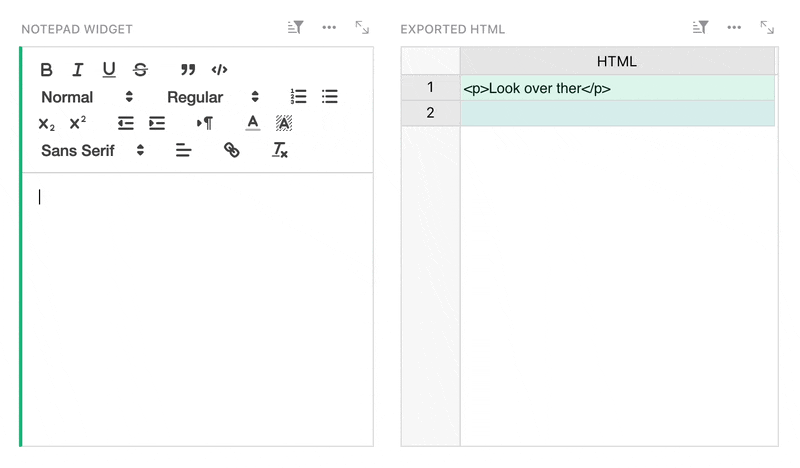 NOTEPAD WIDGET
B I U S
Normal Regular
X₂ X²
A A
Sans Serif
EXPORTED HTML
HTML
1 <p>Look over ther</p>
2